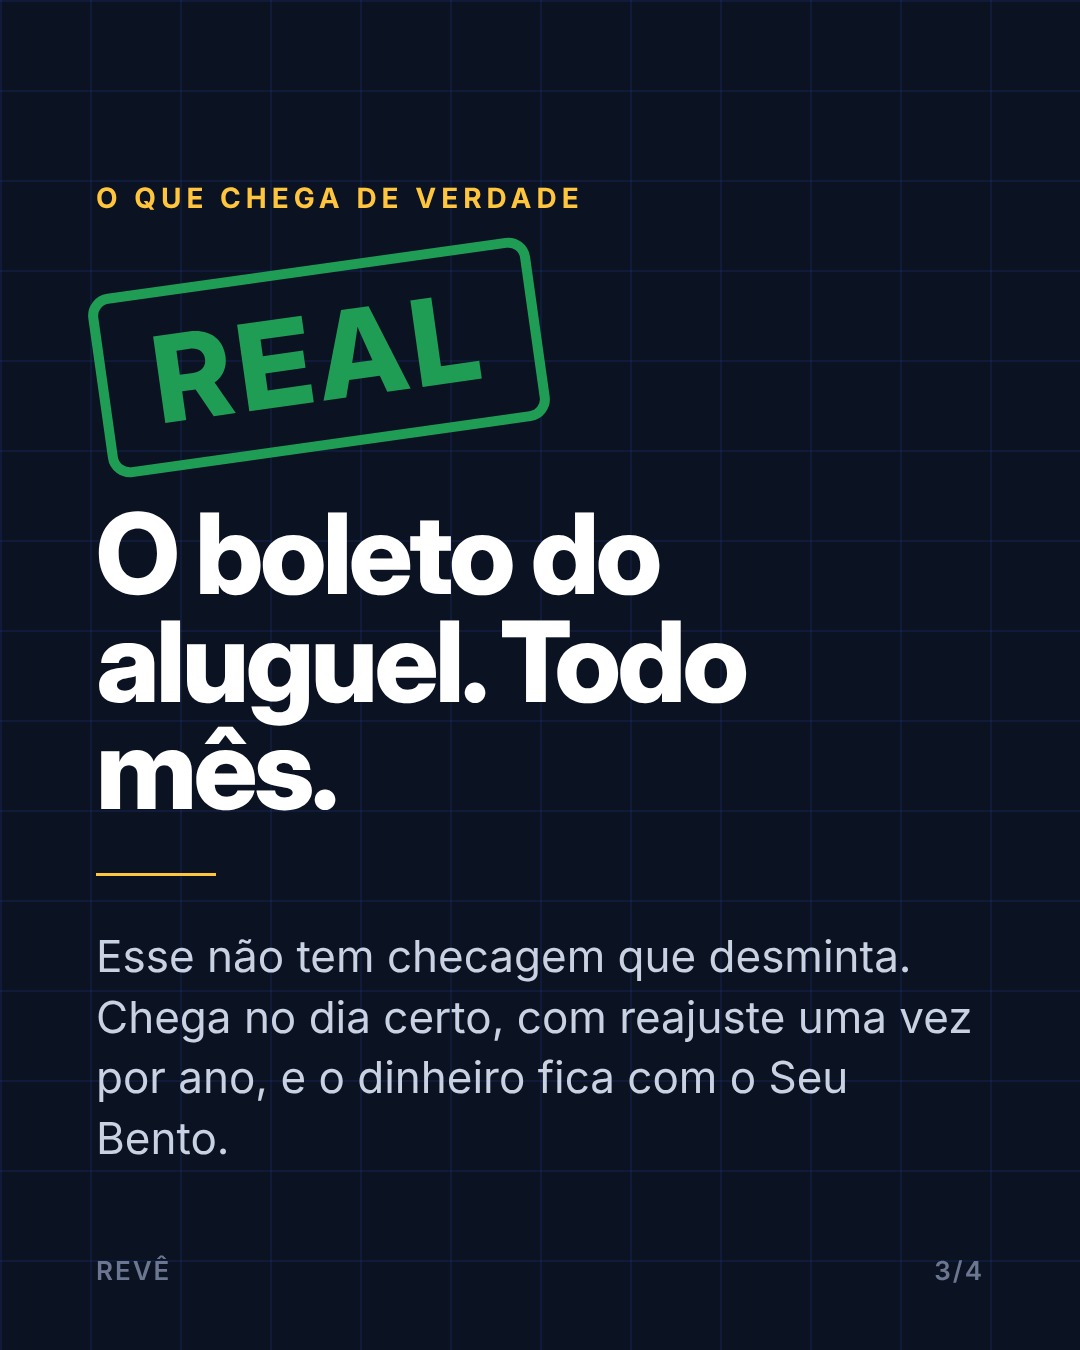 O QUE CHEGA DE VERDADE
REAL
O boleto do
aluguel. Todo
mês.
Esse não tem checagem que desminta.
Chega no dia certo, com reajuste uma vez
por ano, e o dinheiro fica com o Seu
Bento.
REVÊ
3/4